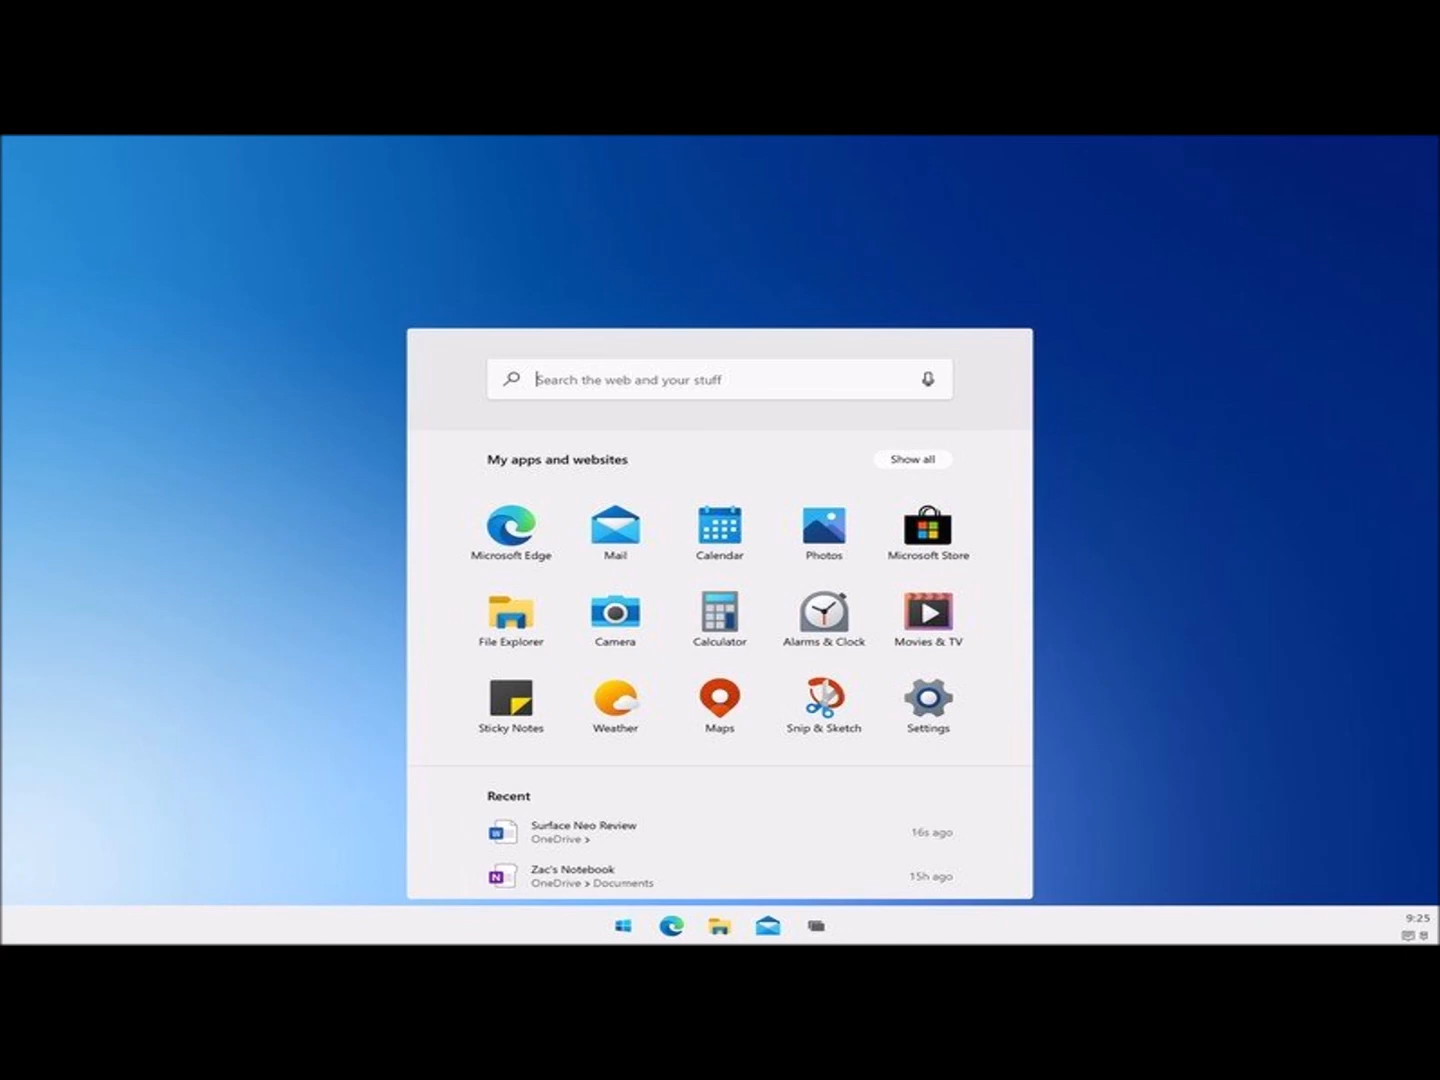 Search the web and your stuff
My apps and websites
Show all
Microsoft Edge
Mail
Calendar
Photos
Microsoft Store
File Explorer
Camera
Calculator
Alarms & Clock
Movies & TV
Sticky Notes
Weather
Maps
Snip & Sketch
Settings
Recent
W
Surface Neo Review
OneDrive >
16s ago
N
Zac's Notebook
OneDrive > Documents
15h ago
9:25